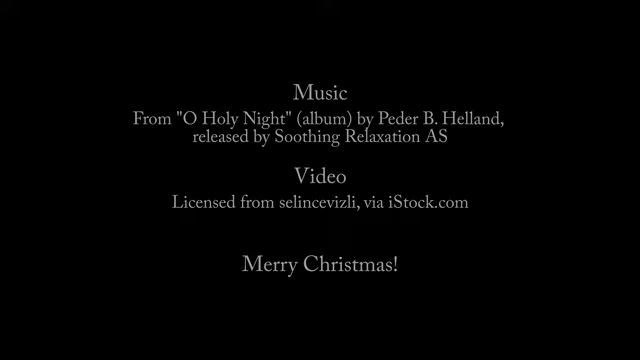 Music
From "O Holy Night" (album) by Peder B. Helland,
released by Soothing Relaxation AS
Video
Licensed from selincevizli, via iStock.com
Merry Christmas!